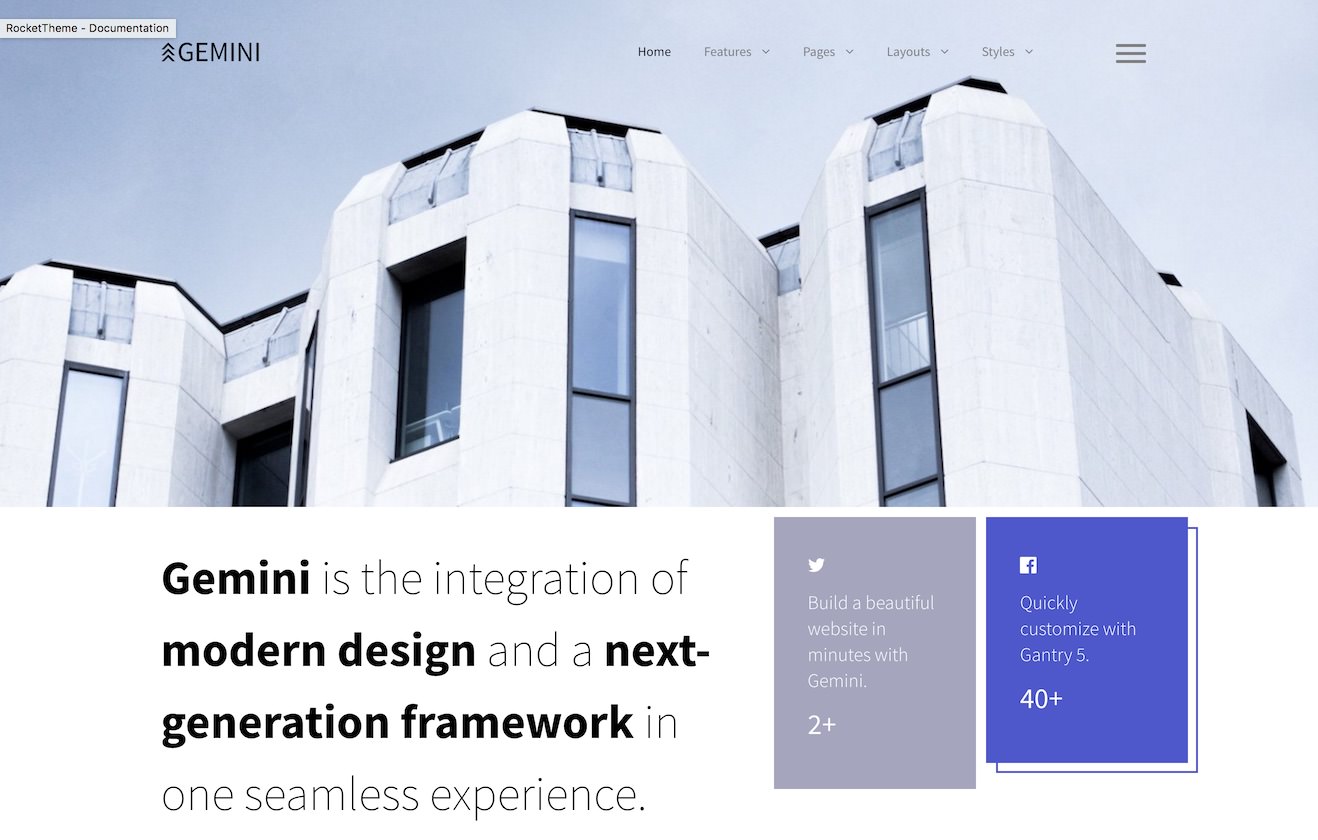 RocketTheme - Documentation
GEMINI
Home Features Pages Layouts Styles
Gemini is the integration of
modern design and a next-
generation framework in
one seamless experience.
Build a beautiful
website in
minutes with
Gemini.
2+
Quickly
customize with
Gantry 5.
40+